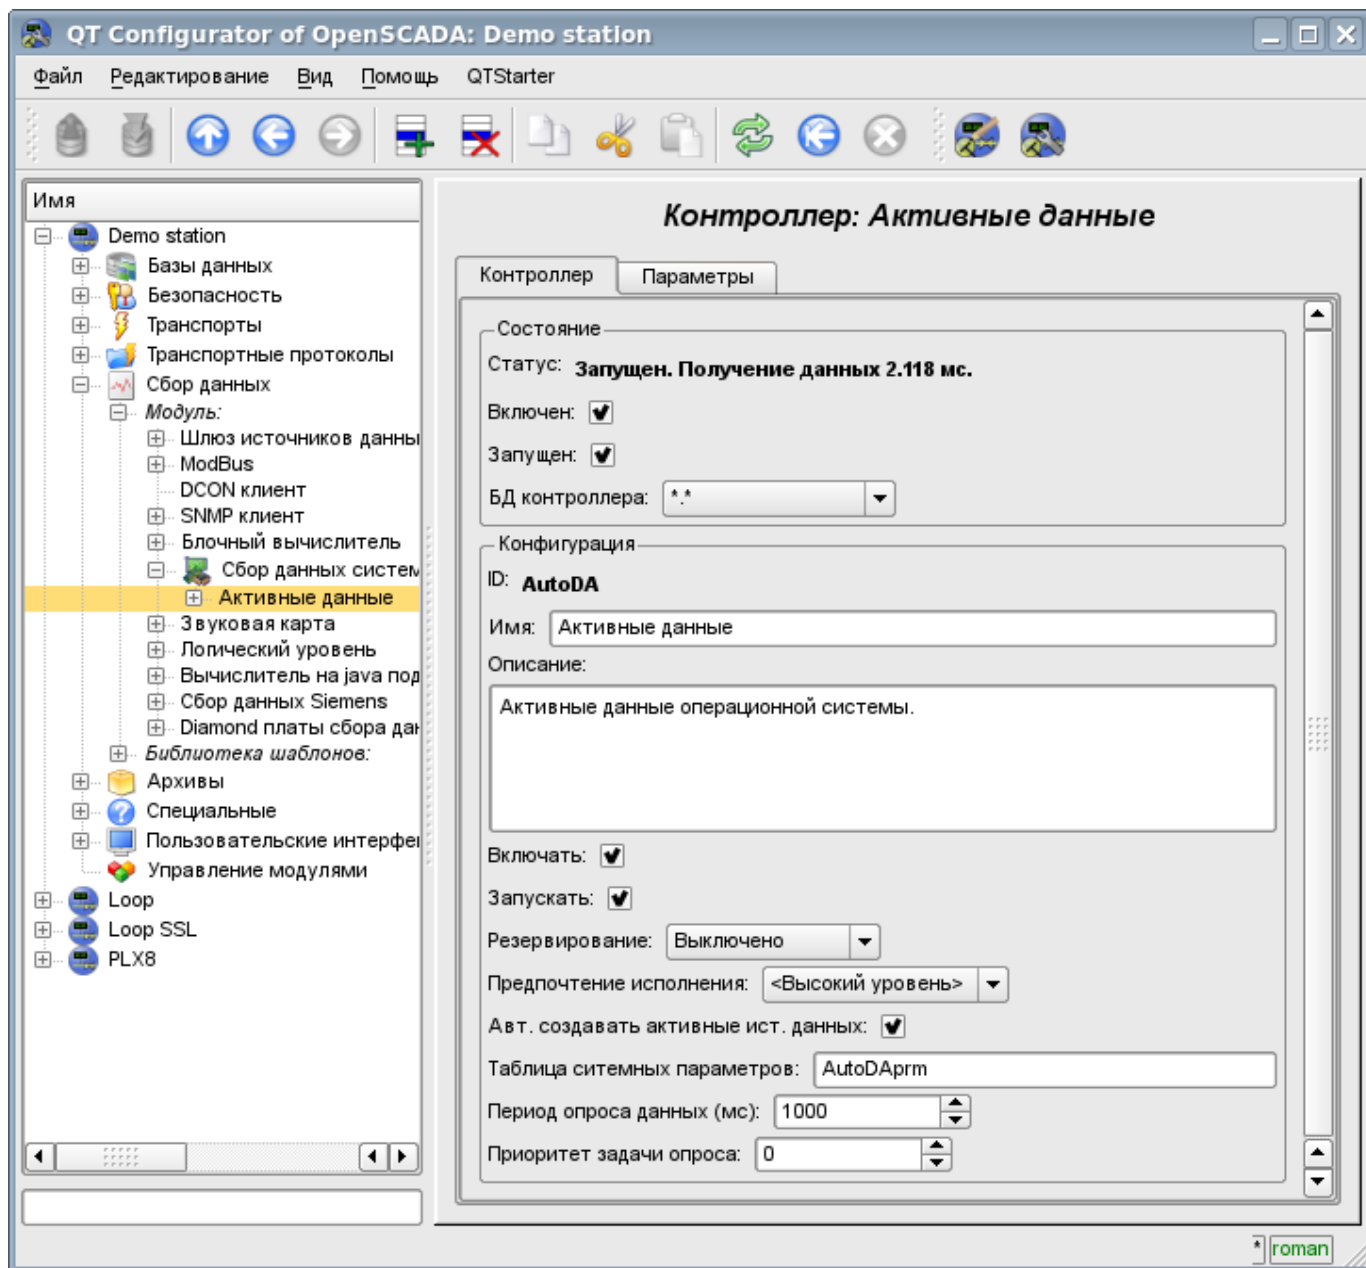 QT Configurator of OpenSCADA: Demo station
Файл Редактирование Вид Помощь QTStarter
Имя
Demo station
Базы данных
Безопасность
Транспорты
Транспортные протоколы
Сбор данных
Модуль:
Шлюз источников данны
ModBus
DCON клиент
SNMP клиент
Блочный вычислитель
Сбор данных систем
Активные данные
Звуковая карта
Логический уровень
Вычислитель на java под
Сбор данных Siemens
Diamond платы сбора дан
Библиотека шаблонов:
Архивы
Специальные
Пользовательские интерфе
Управление модулями
Loop
Loop SSL
PLX8
Контроллер: Активные данные
Контроллер Параметры
Состояние
Статус: Запущен. Получение данных 2.118 мс.
Включен:
Запущен:
БД контроллера: *.*
Конфигурация
ID: AutoDA
Имя: Активные данные
Описание:
Активные данные операционной системы.
Включать:
Запускать:
Резервирование: Выключено
Предпочтение исполнения: <Высокий уровень>
Авт. создавать активные ист. данных:
Таблица ситемных параметров: AutoDAprm
Период опроса данных (мс): 1000
Приоритет задачи опроса: 0
* roman